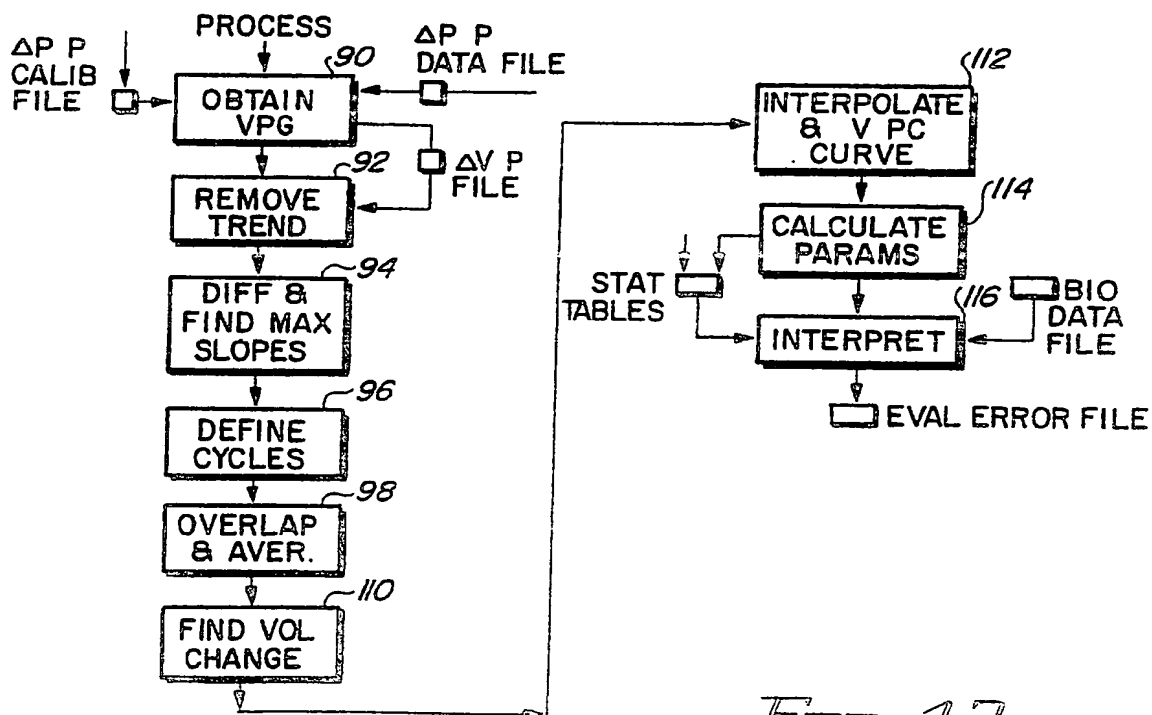 PROCESS
ΔP P
CALIB
FILE
90
ΔP P
DATA FILE
OBTAIN
VPG
92
ΔV P
FILE
REMOVE
TREND
94
DIFF &
FIND MAX
SLOPES
96
DEFINE
CYCLES
98
OVERLAP
& AVER.
110
FIND VOL
CHANGE
112
INTERPOLATE
& V PC
CURVE
114
CALCULATE
PARAMS
STAT
TABLES
116
BIO
DATA
FILE
INTERPRET
EVAL ERROR FILE